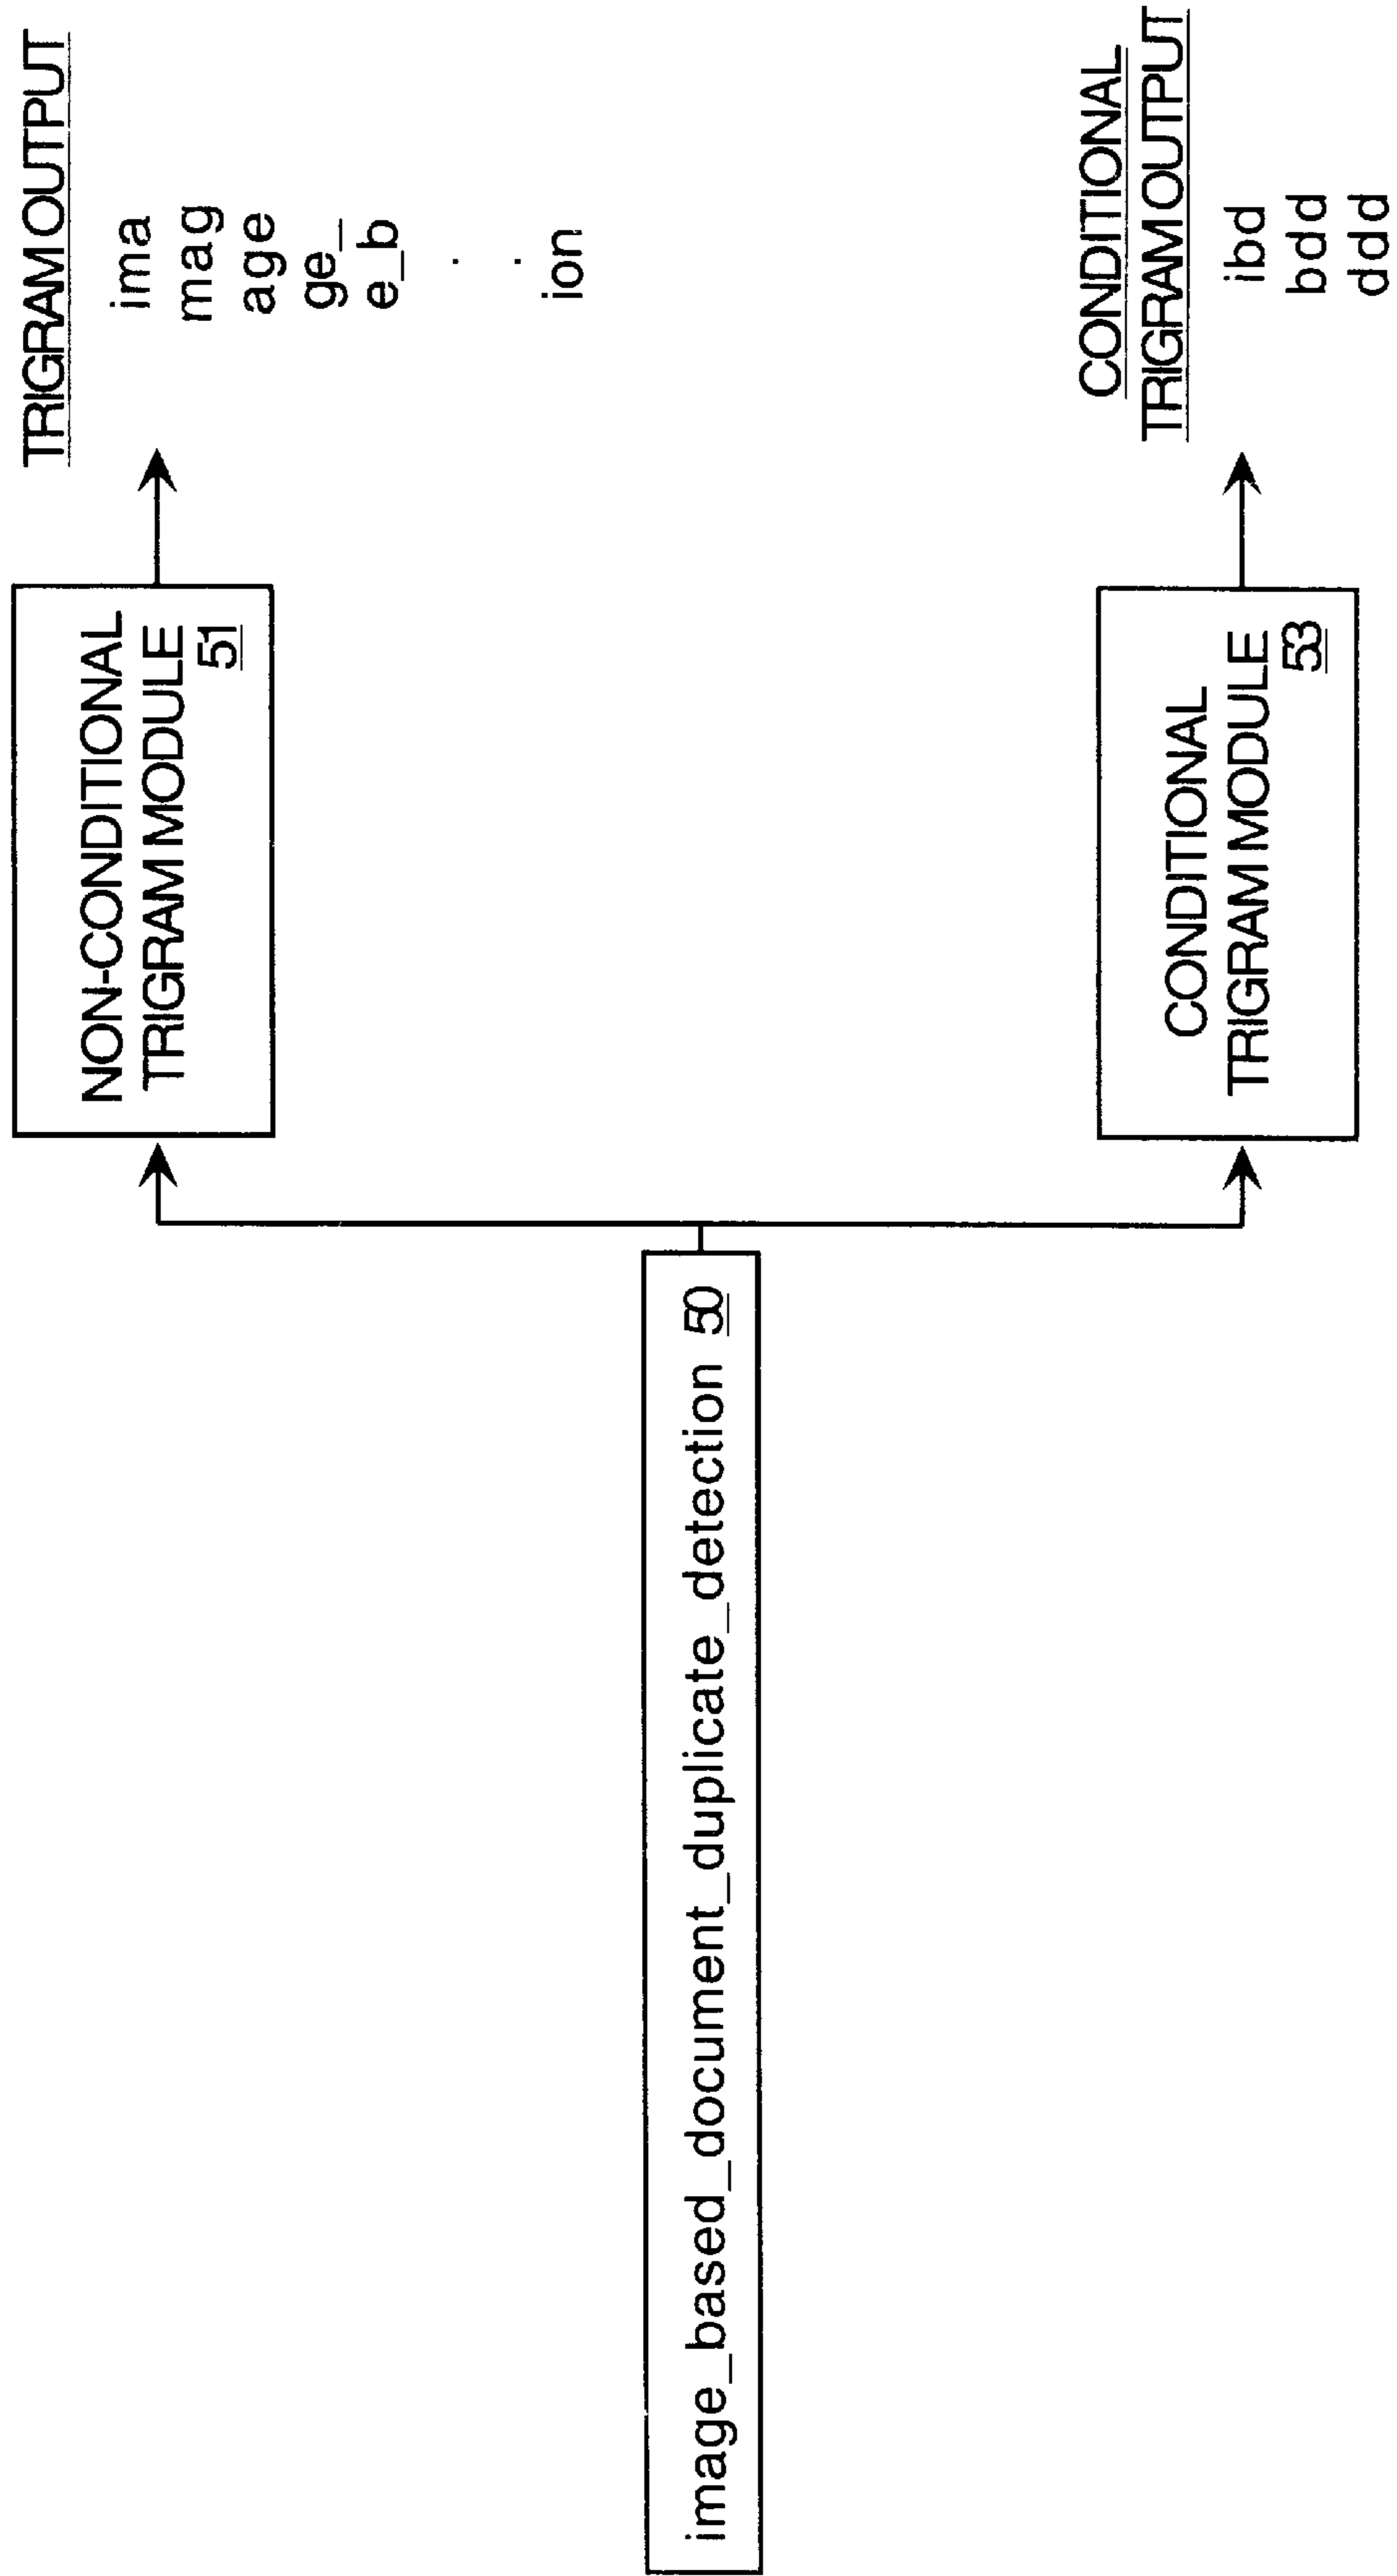 image_based_document_duplicate_detection 50
NON-CONDITIONAL
TRIGRAM MODULE
51
TRIGRAM OUTPUT
ima
mag
age
ge_
e_b
.
.
ion
CONDITIONAL
TRIGRAM MODULE
53
CONDITIONAL
TRIGRAM OUTPUT
ibd
bdd
ddd